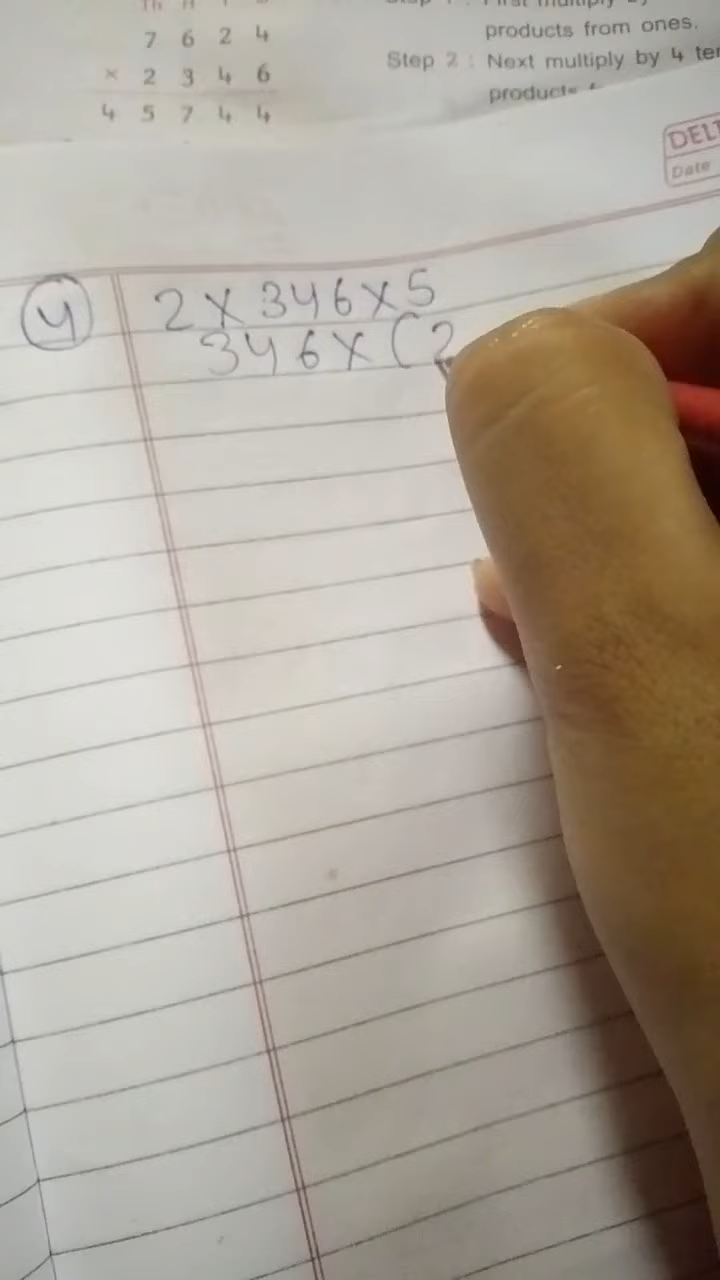 7 6 2 4
× 2 3 4 6
4 5 7 4 4
products from ones.
Step 2 : Next multiply by 4
products
Date
4
2 × 346 × 5
346 × (2